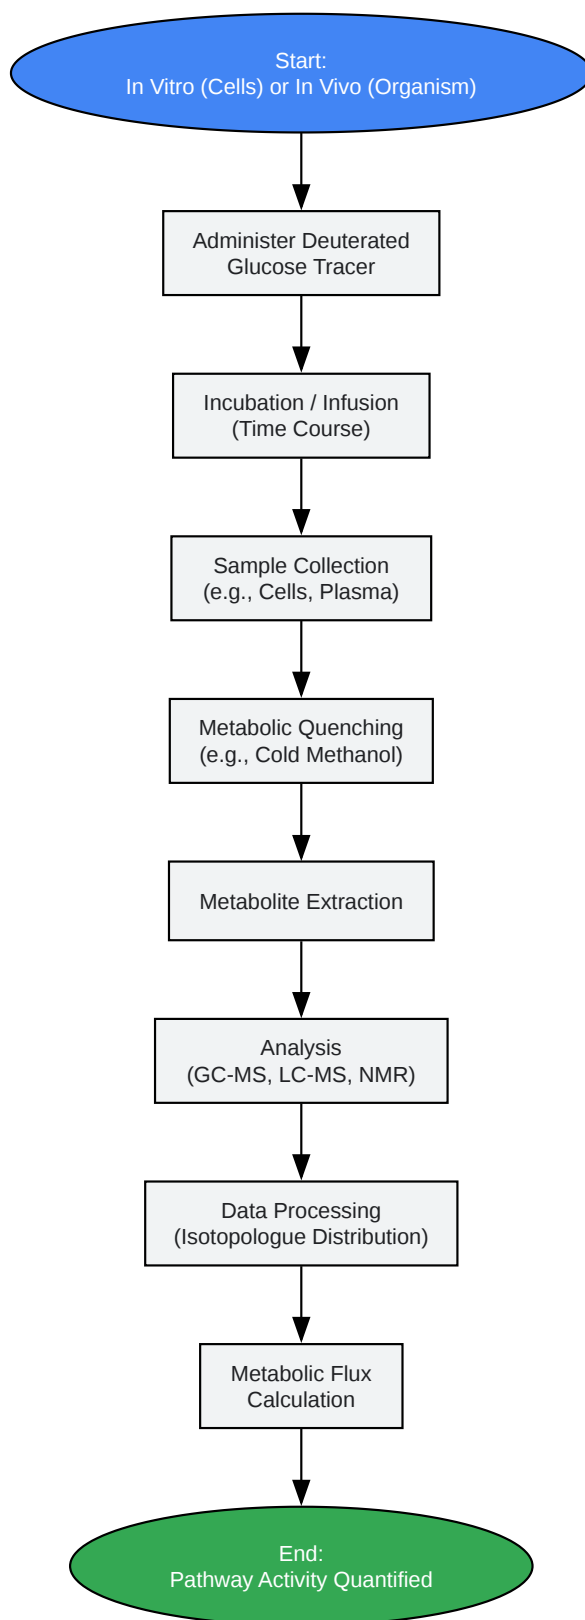 Start:
In Vitro (Cells) or In Vivo (Organism)
Administer Deuterated
Glucose Tracer
Incubation / Infusion
(Time Course)
Sample Collection
(e.g., Cells, Plasma)
Metabolic Quenching
(e.g., Cold Methanol)
Metabolite Extraction
Analysis
(GC-MS, LC-MS, NMR)
Data Processing
(Isotopologue Distribution)
Metabolic Flux
Calculation
End:
Pathway Activity Quantified